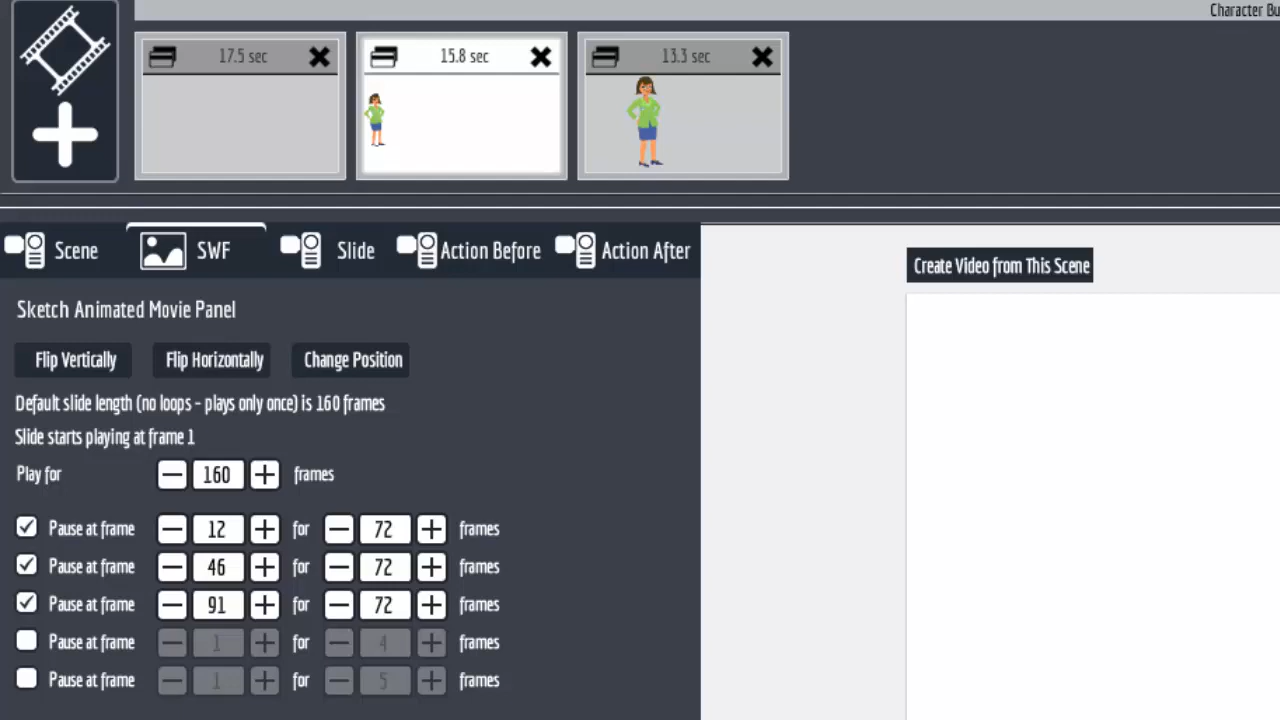 Character Bu
17.5 sec
15.8 sec
13.3 sec
Scene
SWF
Slide
Action Before
Action After
Create Video from This Scene
Sketch Animated Movie Panel
Flip Vertically
Flip Horizontally
Change Position
Default slide length (no loops - plays only once) is 160 frames
Slide starts playing at frame 1
Play for 160 frames
Pause at frame 12 for 72 frames
Pause at frame 46 for 72 frames
Pause at frame 91 for 72 frames
Pause at frame 1 for 4 frames
Pause at frame 1 for 5 frames